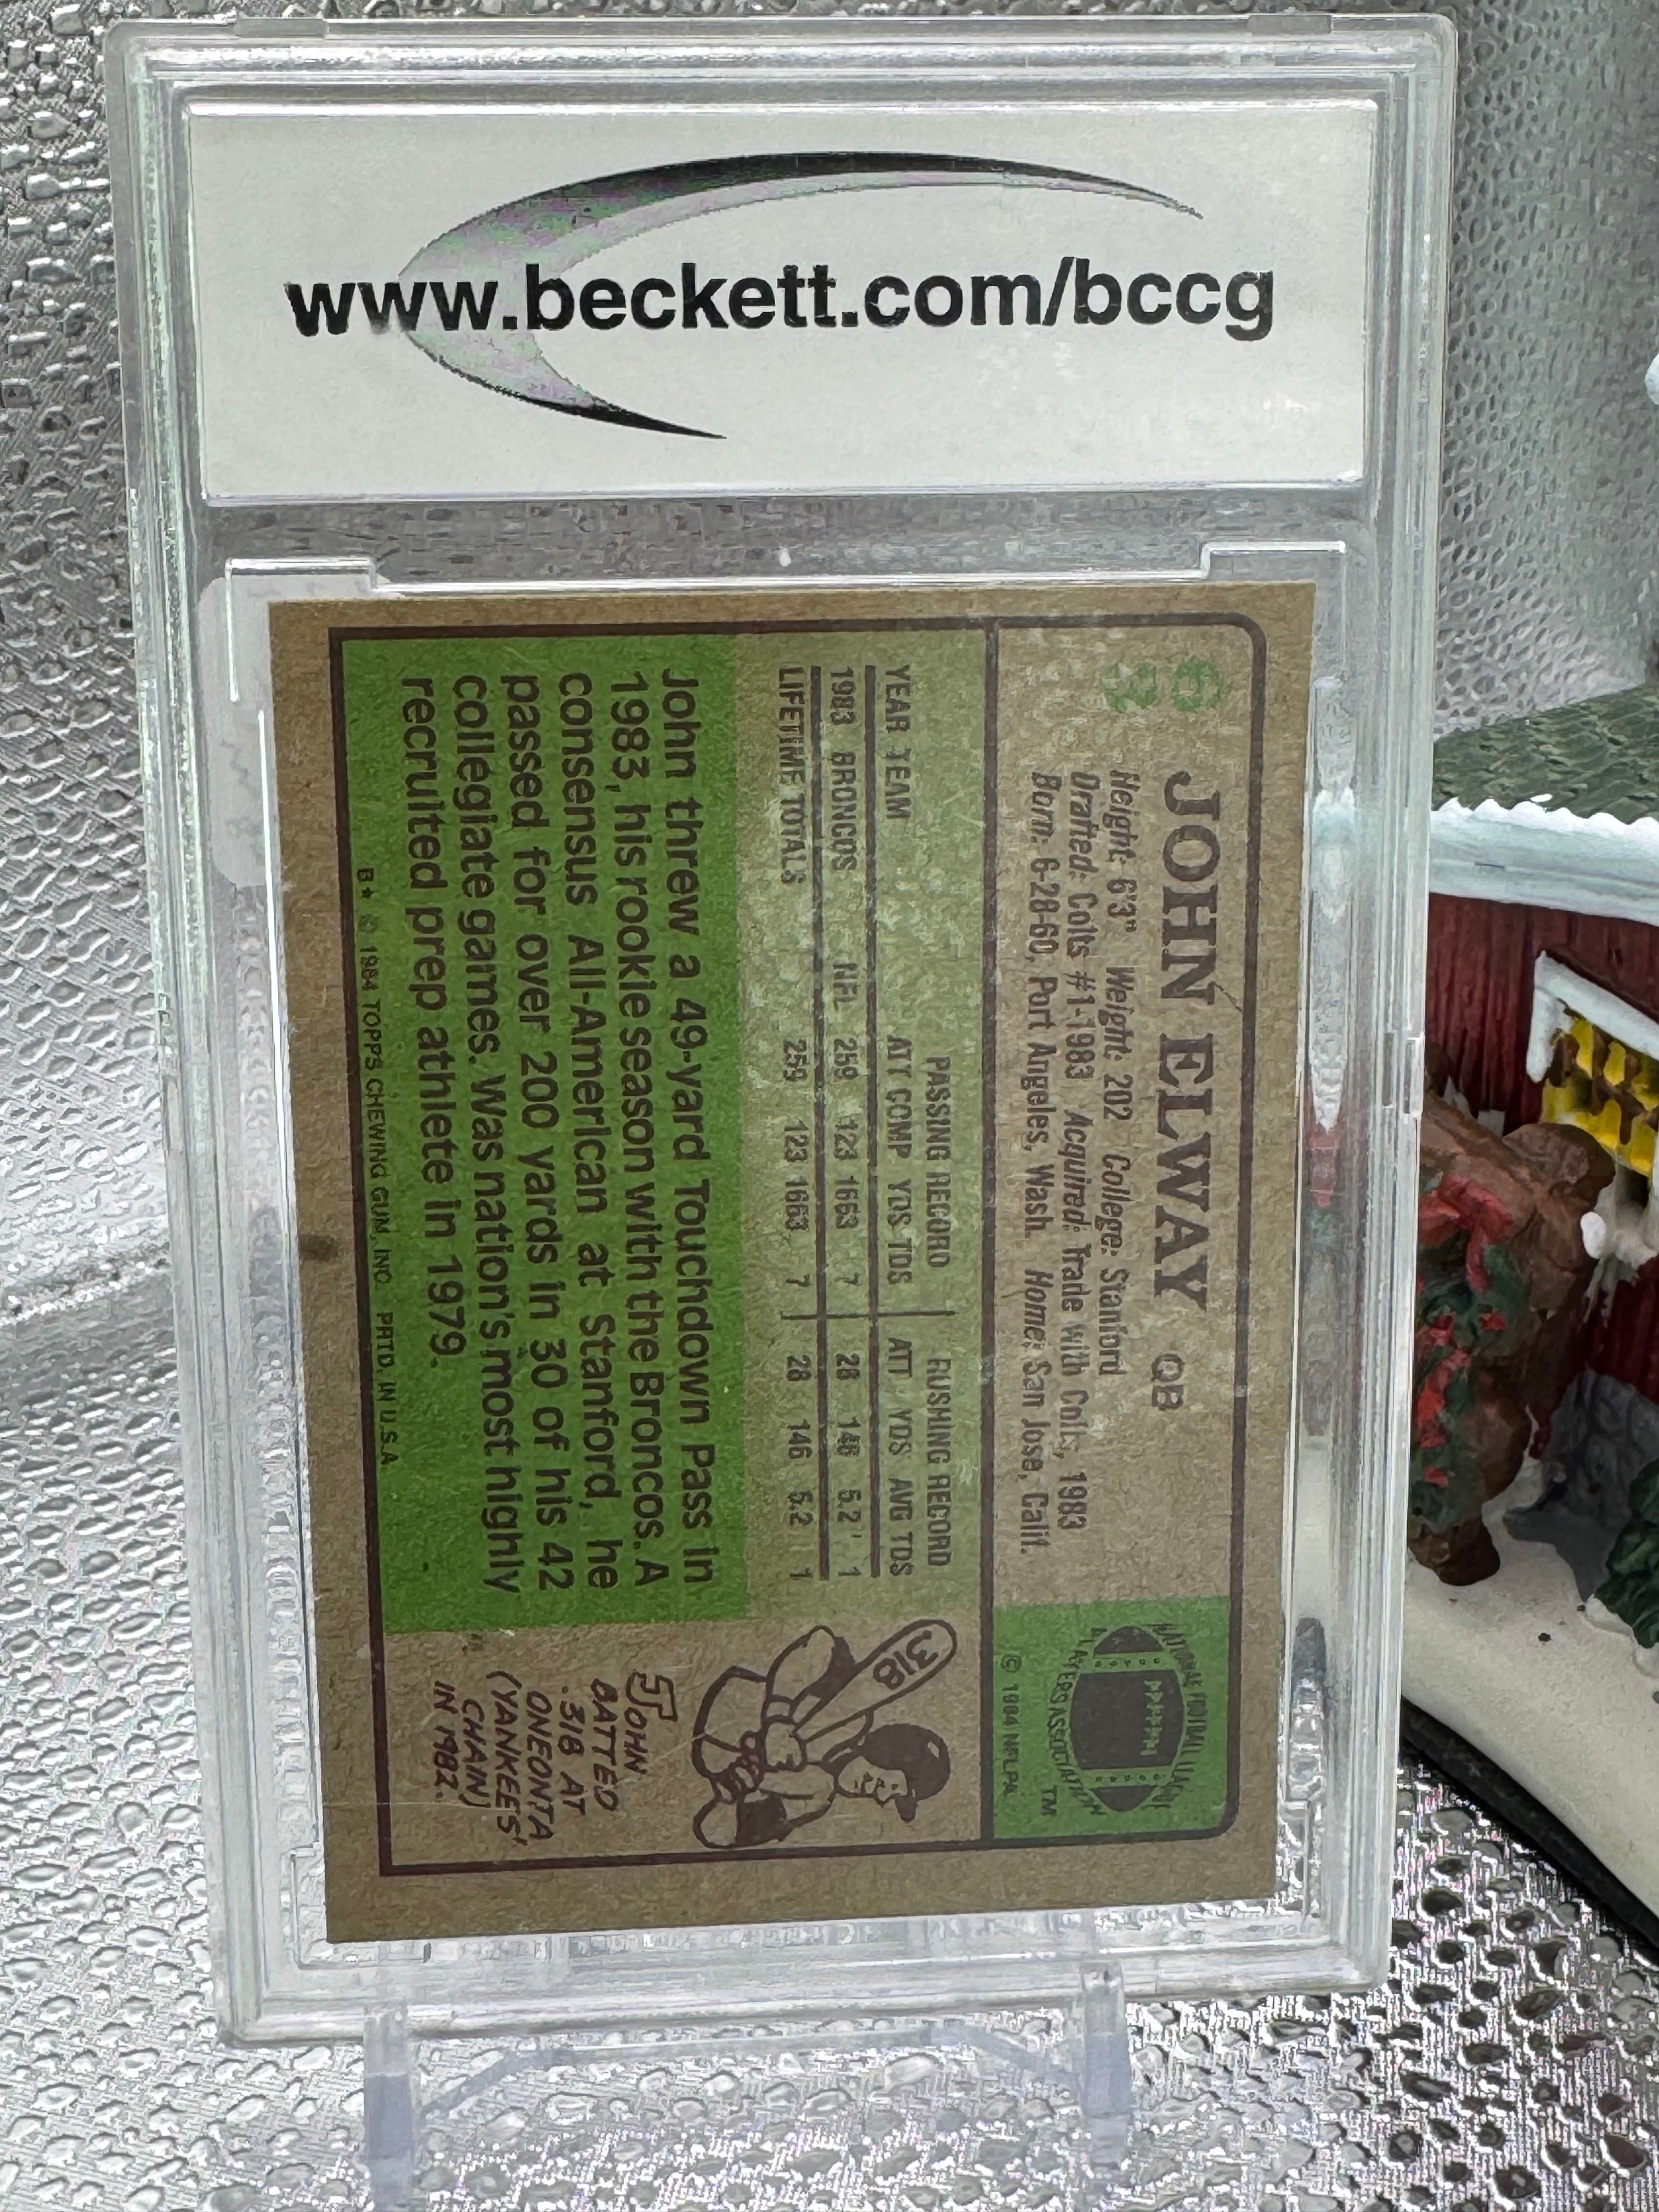 www.beckett.com/bccg
63
JOHN ELWAY QB
Height: 6'3" Weight: 202 College: Stanford
Drafted: Colts #1-1983 Acquired: Trade with Colts, 1983
Born: 6-28-60, Port Angeles, Wash. Home: San Jose, Calif.
NATIONAL FOOTBALL LEAGUE
PLAYERS ASSOCIATION
TM
© 1984 NFLPA
PASSING RECORD RUSHING RECORD
YEAR TEAM ATT COMP YDS TDS ATT YDS AVG TDS
1983 BRONCOS NFL 259 123 1663 7 28 146 5.2 1
LIFETIME TOTALS 259 123 1663 7 28 146 5.2 1
John threw a 49-yard Touchdown Pass in
1983, his rookie season with the Broncos. A
consensus All-American at Stanford, he
passed for over 200 yards in 30 of his 42
collegiate games. Was nation's most highly
recruited prep athlete in 1979.
318
JOHN
BATTED
.318 AT
ONEONTA
(YANKEES'
CHAIN)
IN 1982.
B★ © 1984 TOPPS CHEWING GUM, INC. PRTD. IN U.S.A.